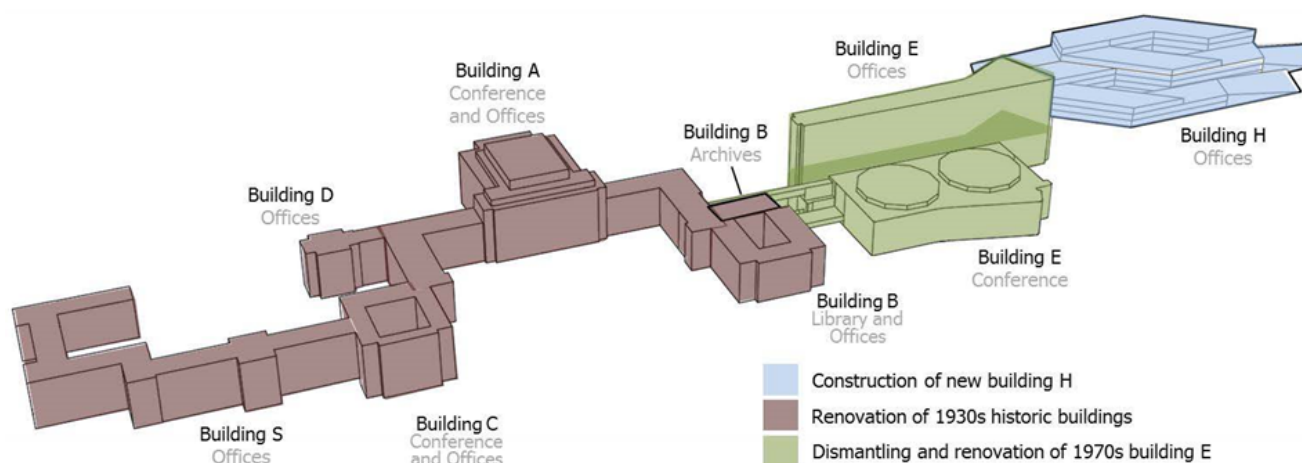 Building E
Offices
Building A
Conference
and Offices
Building B
Archives
Building H
Offices
Building D
Offices
Building E
Conference
Building B
Library and
Offices
Building S
Offices
Building C
Conference
and Offices
Construction of new building H
Renovation of 1930s historic buildings
Dismantling and renovation of 1970s building E